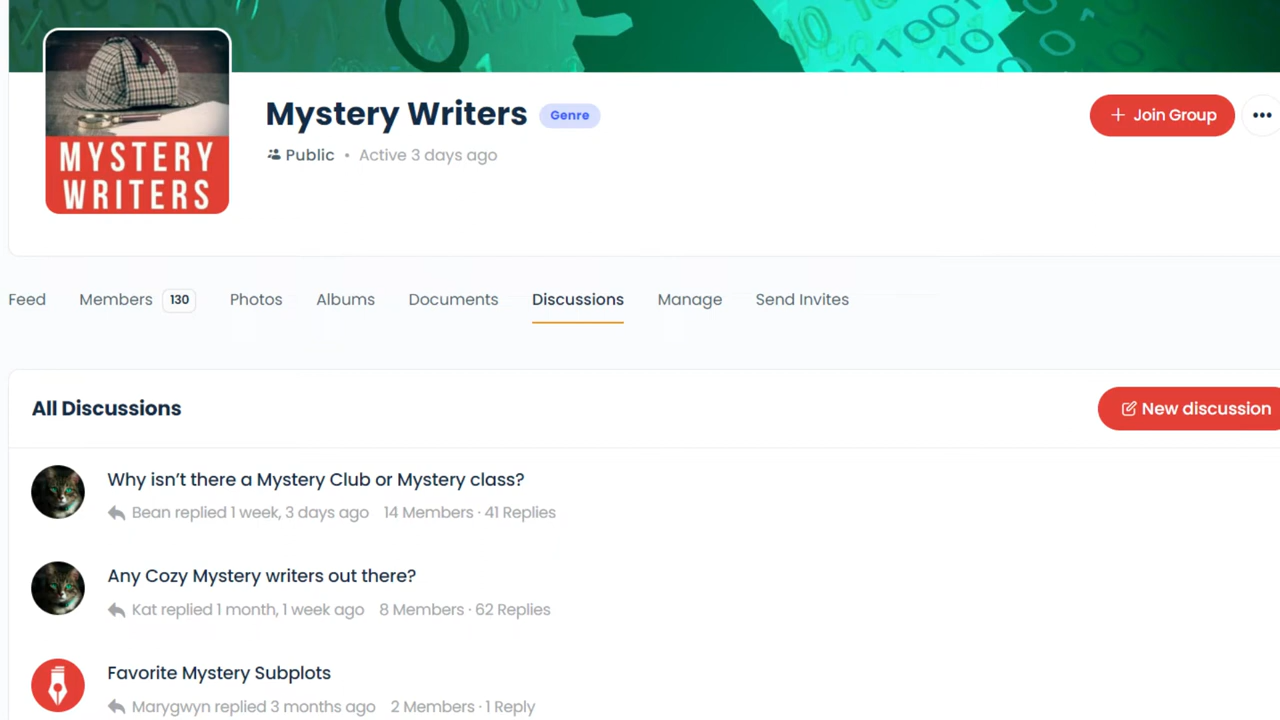 MYSTERY
WRITERS
Mystery Writers Genre
Public • Active 3 days ago
+ Join Group
Feed Members 130 Photos Albums Documents Discussions Manage Send Invites
All Discussions
New discussion
Why isn’t there a Mystery Club or Mystery class?
Bean replied 1 week, 3 days ago 14 Members · 41 Replies
Any Cozy Mystery writers out there?
Kat replied 1 month, 1 week ago 8 Members · 62 Replies
Favorite Mystery Subplots
Marygwyn replied 3 months ago 2 Members · 1 Reply